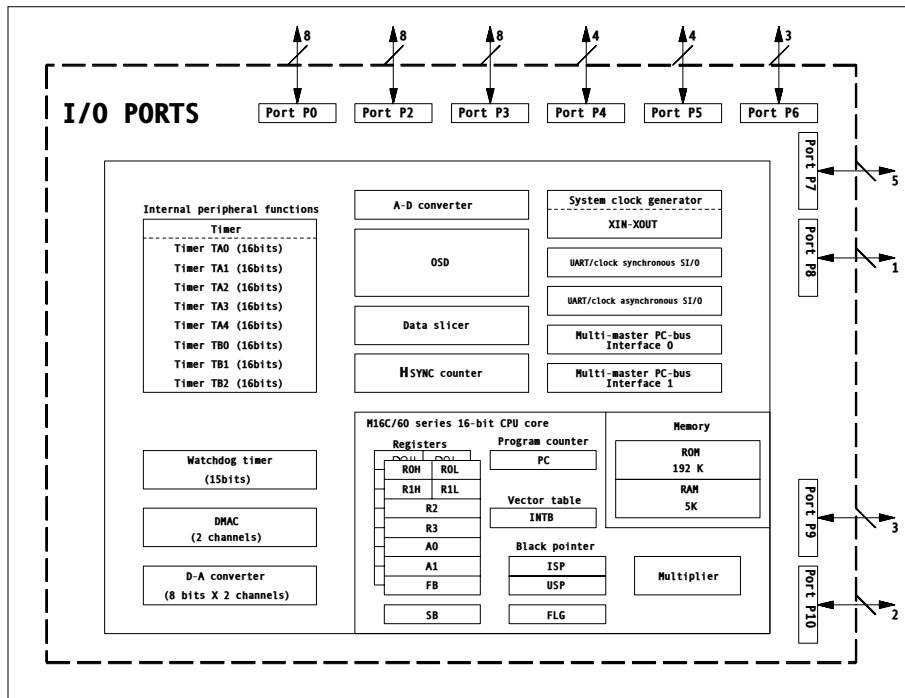 8 8 8 4 4 3
I/O PORTS
Port P0 Port P2 Port P3 Port P4 Port P5 Port P6
Port P7
5
Port P8
1
Internal peripheral functions
Timer
Timer TA0 (16bits)
Timer TA1 (16bits)
Timer TA2 (16bits)
Timer TA3 (16bits)
Timer TA4 (16bits)
Timer TB0 (16bits)
Timer TB1 (16bits)
Timer TB2 (16bits)
A-D converter
OSD
Data slicer
HSYNC counter
System clock generator
XIN-XOUT
UART/clock synchronous SI/O
UART/clock asynchronous SI/O
Multi-master PC-bus
Interface 0
Multi-master PC-bus
Interface 1
Watchdog timer
(15bits)
DMAC
(2 channels)
D-A converter
(8 bits X 2 channels)
M16C/60 series 16-bit CPU core
Registers
R0H R0L
R1H R1L
R2
R3
A0
A1
FB
SB
Program counter
PC
Vector table
INTB
Black pointer
ISP
USP
FLG
Memory
ROM
192 K
RAM
5K
Multiplier
Port P9
3
Port P10
2